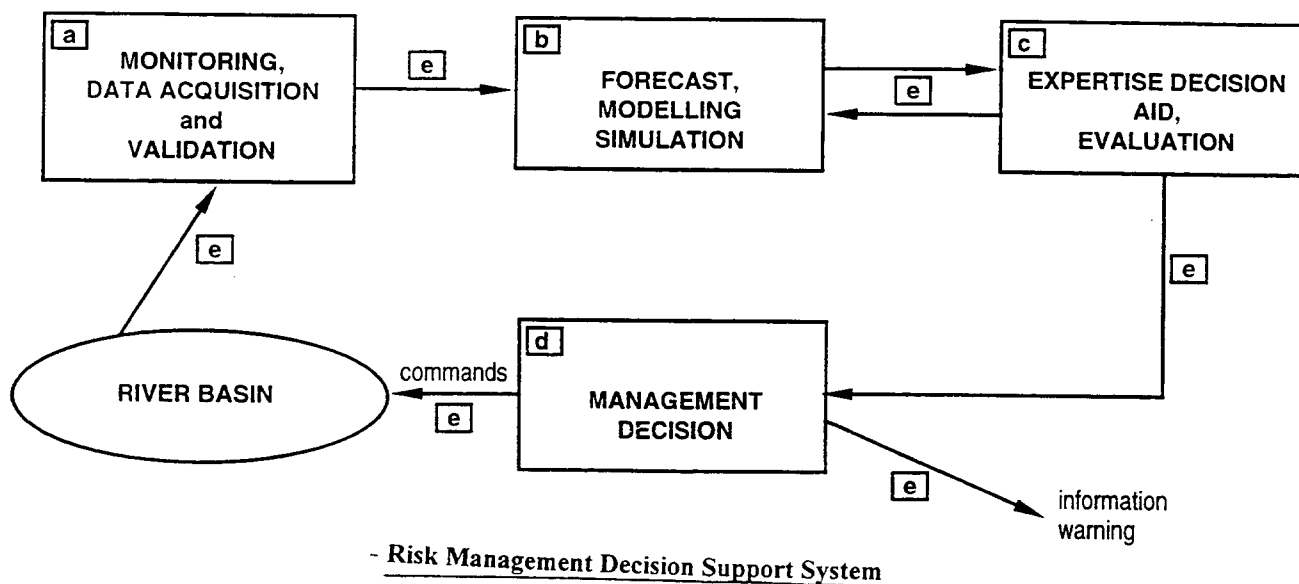 a
MONITORING,
DATA ACQUISITION
and
VALIDATION
e
b
FORECAST,
MODELLING
SIMULATION
e
c
EXPERTISE DECISION
AID,
EVALUATION
e
e
RIVER BASIN
commands
e
d
MANAGEMENT
DECISION
e
information
warning
- Risk Management Decision Support System